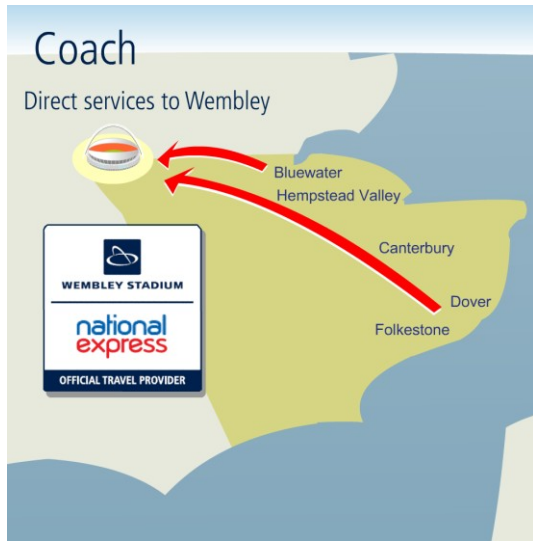 Coach
Direct services to Wembley
Bluewater
Hempstead Valley
Canterbury
Dover
Folkestone
WEMBLEY STADIUM
national
express
OFFICIAL TRAVEL PROVIDER